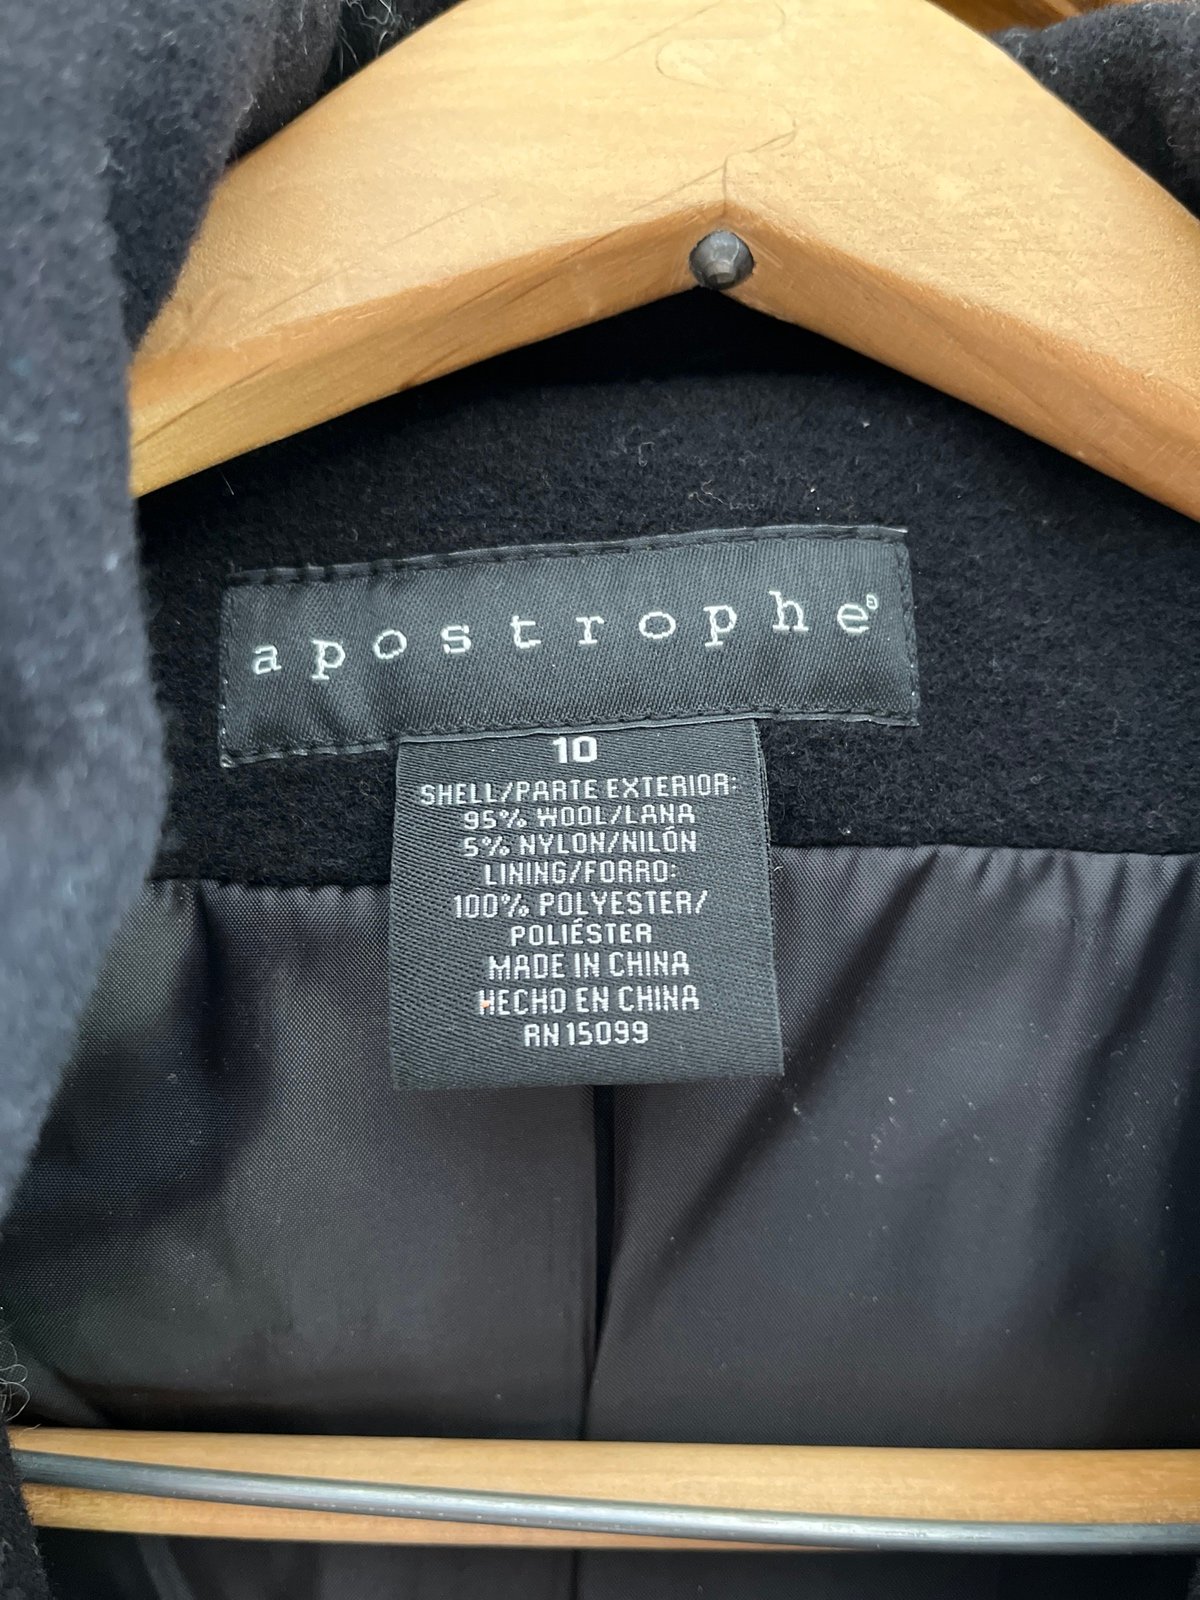 apostrophe®
10
SHELL/PARTE EXTERIOR:
95% WOOL/LANA
5% NYLON/NILÓN
LINING/FORRO:
100% POLYESTER/
POLIÉSTER
MADE IN CHINA
HECHO EN CHINA
RN 15099